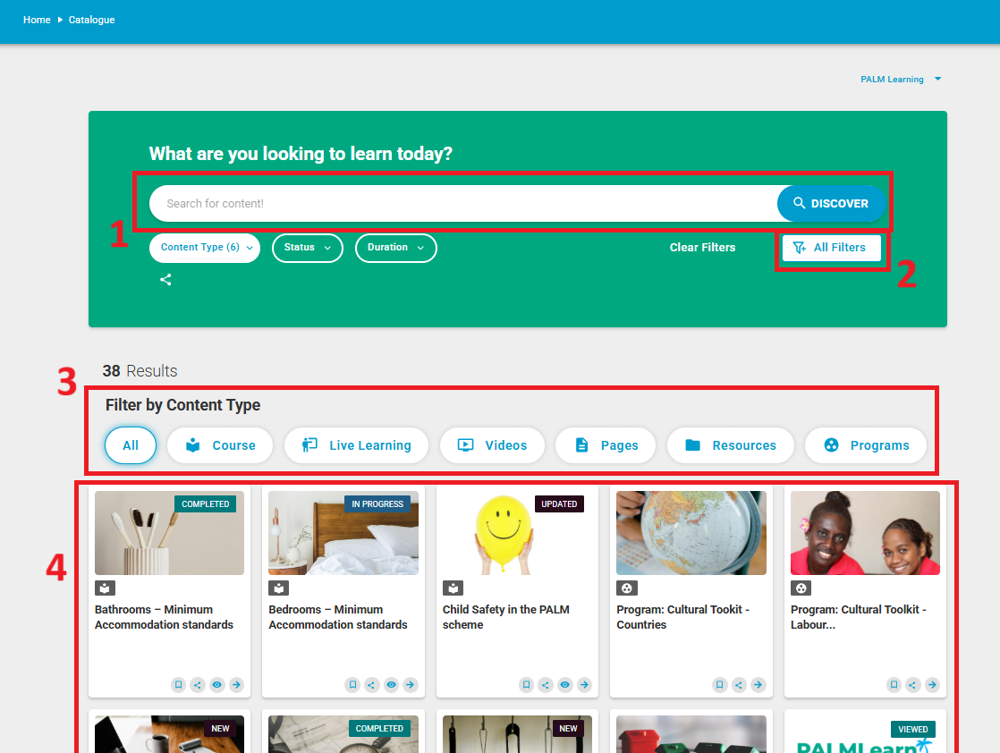 Home Catalogue
PALM Learning
What are you looking to learn today?
Search for content!
DISCOVER
1
Content Type (6)
Status
Duration
Clear Filters
All Filters
2
38 Results
3
Filter by Content Type
All
Course
Live Learning
Videos
Pages
Resources
Programs
4
COMPLETED
IN PROGRESS
UPDATED
Bathrooms – Minimum
Accommodation standards
Bedrooms – Minimum
Accommodation standards
Child Safety in the PALM
scheme
Program: Cultural Tookit -
Countries
Program: Cultural Toolkit -
Labour...
NEW
COMPLETED
NEW
VIEWED
PALMLearn